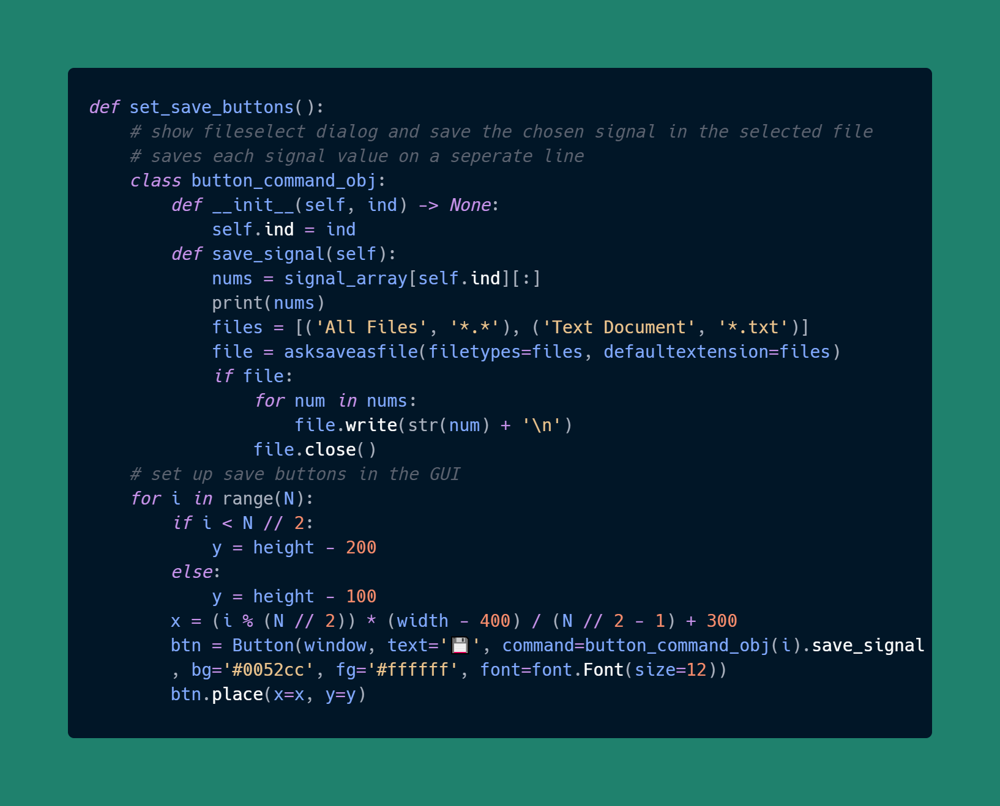 def set_save_buttons():
    # show fileselect dialog and save the chosen signal in the selected file
    # saves each signal value on a seperate line
    class button_command_obj:
        def __init__(self, ind) -> None:
            self.ind = ind
        def save_signal(self):
            nums = signal_array[self.ind][:]
            print(nums)
            files = [('All Files', '*.*'), ('Text Document', '*.txt')]
            file = asksaveasfile(filetypes=files, defaultextension=files)
            if file:
                for num in nums:
                    file.write(str(num) + '\n')
                file.close()
    # set up save buttons in the GUI
    for i in range(N):
        if i < N // 2:
            y = height - 200
        else:
            y = height - 100
        x = (i % (N // 2)) * (width - 400) / (N // 2 - 1) + 300
        btn = Button(window, text='💾', command=button_command_obj(i).save_signal
        , bg='#0052cc', fg='#ffffff', font=font.Font(size=12))
        btn.place(x=x, y=y)